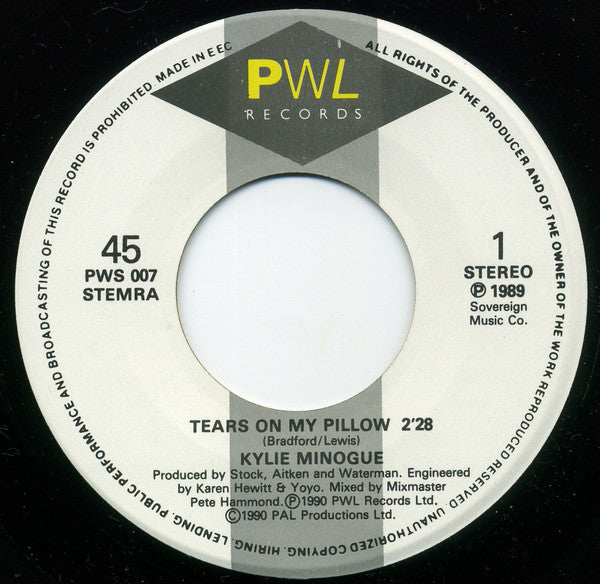 PWL
RECORDS
ALL RIGHTS OF THE PRODUCER AND OF THE OWNER OF THE WORK REPRODUCED RESERVED. UNAUTHORIZED COPYING. HIRING. LENDING. PUBLIC PERFORMANCE AND BROADCASTING OF THIS RECORD IS PROHIBITED. MADE IN EEC
45
PWS 007
STEMRA
1
STEREO
Ⓟ 1989
Sovereign
Music Co.
TEARS ON MY PILLOW 2'28
(Bradford/Lewis)
KYLIE MINOGUE
Produced by Stock, Aitken and Waterman. Engineered
by Karen Hewitt & Yoyo. Mixed by Mixmaster
Pete Hammond. Ⓟ1990 PWL Records Ltd.
©1990 PAL Productions Ltd.